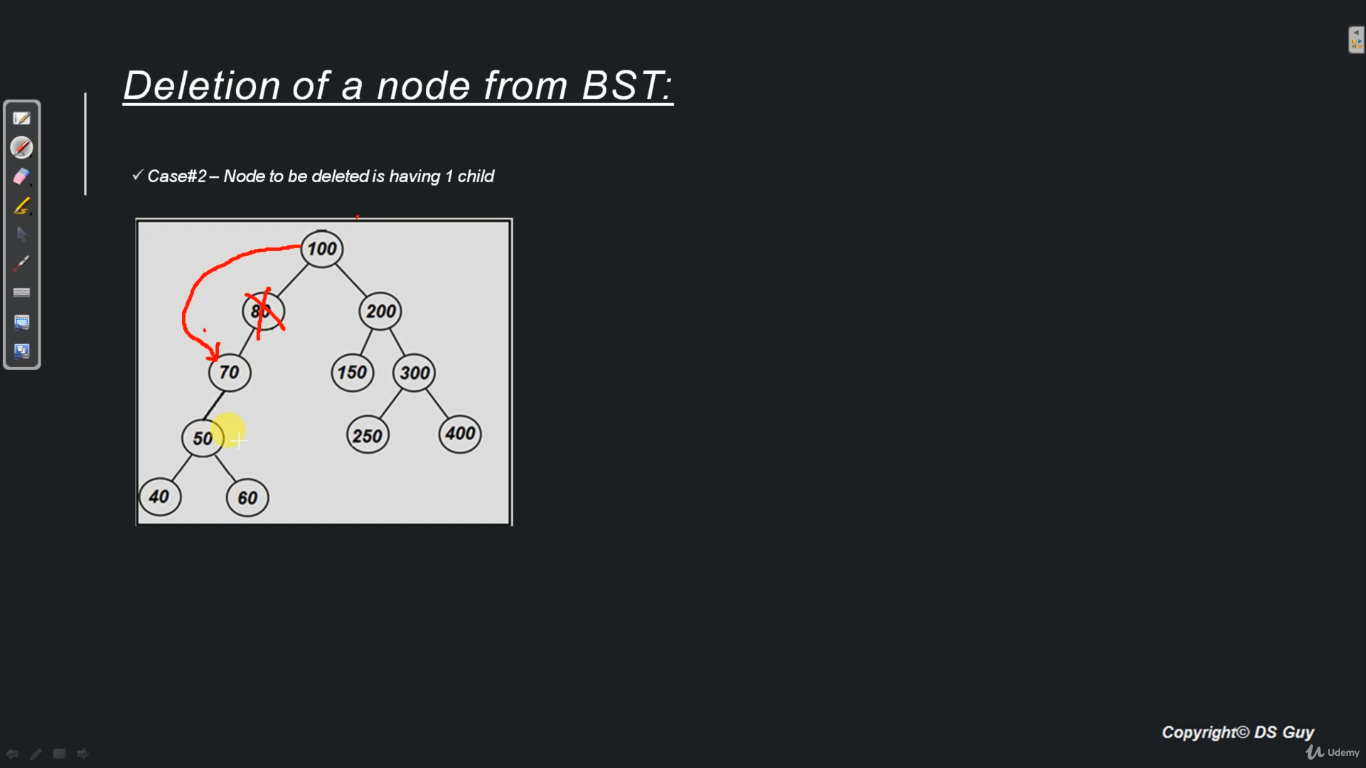 Deletion of a node from BST:
✓ Case#2 – Node to be deleted is having 1 child
100
80 200
70 150 300
50 250 400
40 60
Copyright© DS Guy
Udemy